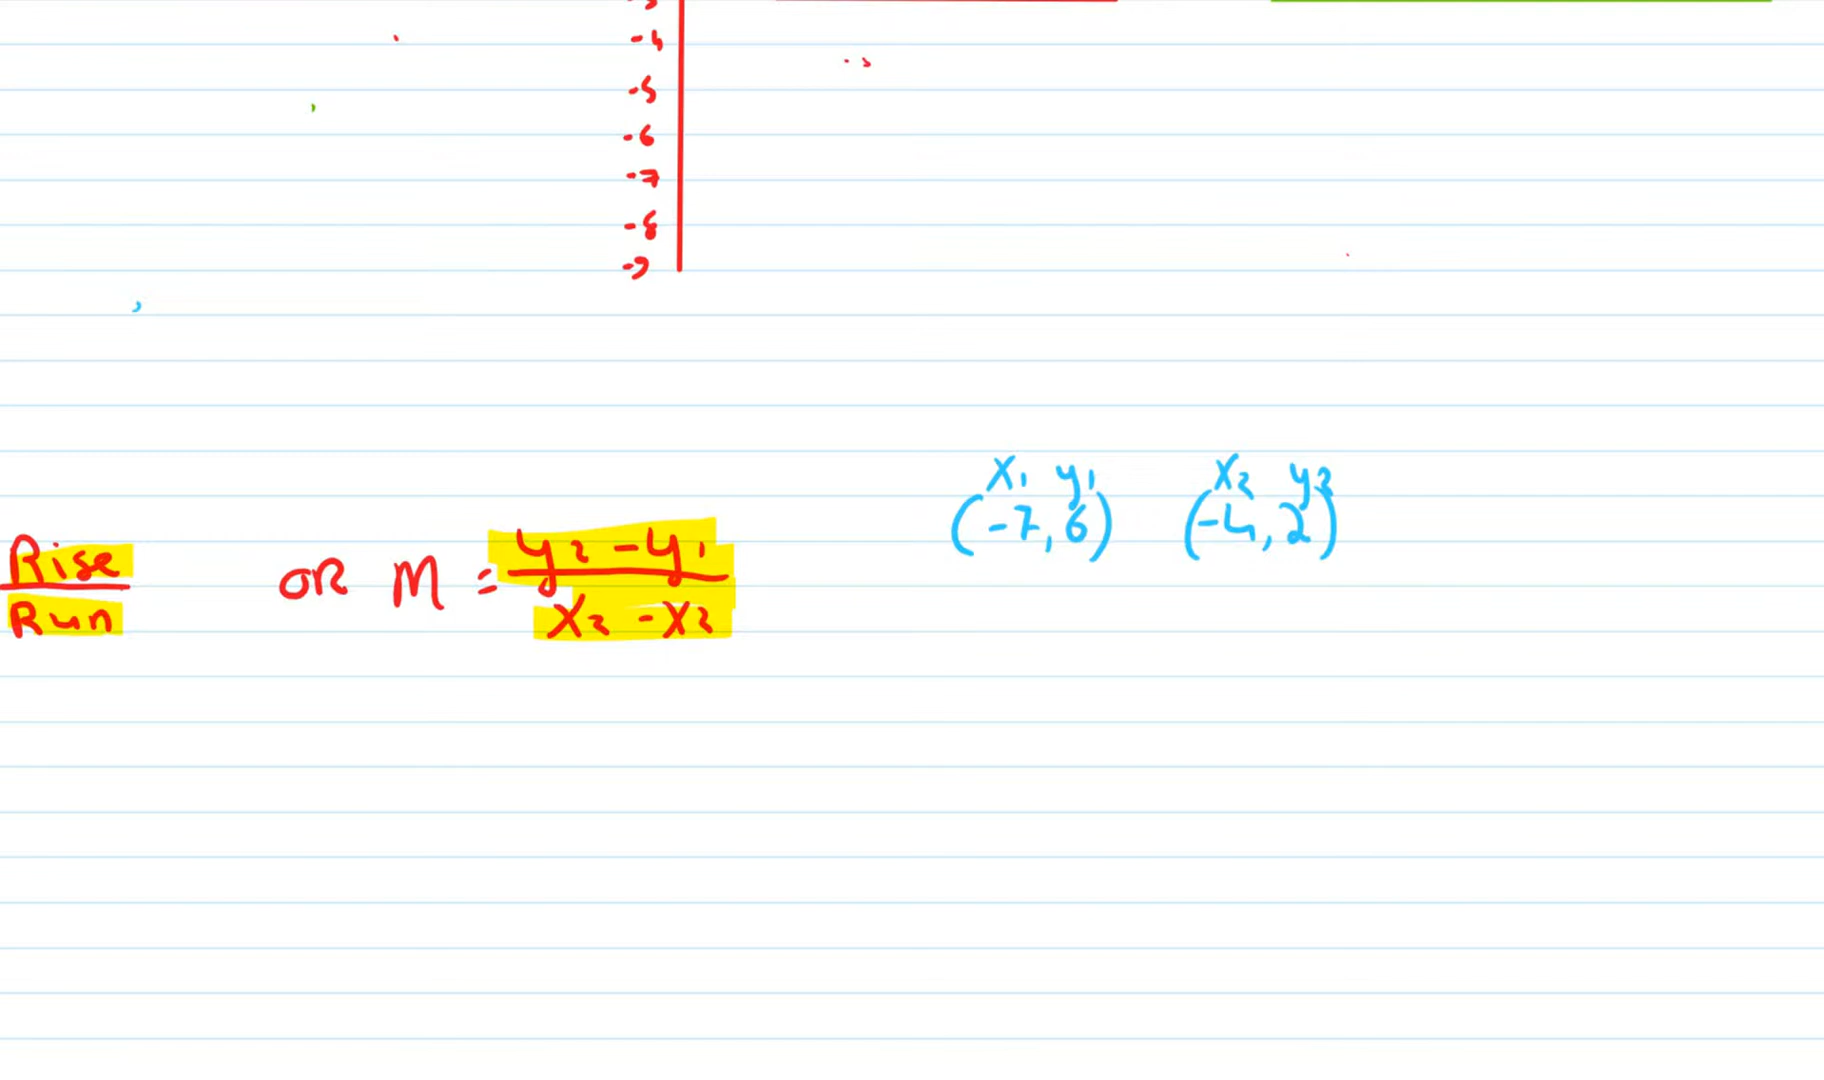 -4
-5
-6
-7
-8
-9
x₁ y₁ x₂ y₂
(-7, 6) (-4, 2)
Rise OR M = y₂ - y₁
Run x₂ - x₂